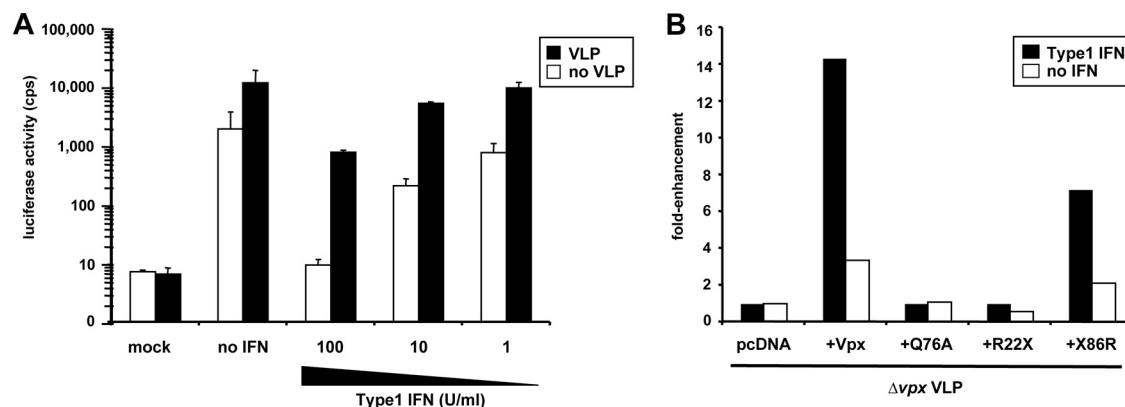 A
100,000
10,000
1,000
100
10
0
luciferase activity (cps)
VLP
no VLP
mock
no IFN
100
10
1
Type1 IFN (U/ml)
B
16
14
12
10
8
6
4
2
0
fold-enhancement
Type1 IFN
no IFN
pcDNA
+Vpx
+Q76A
+R22X
+X86R
Δvpx VLP